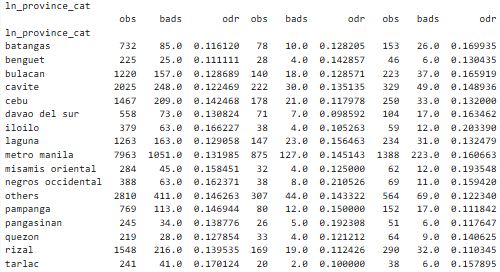 ln_province_cat
obs bads odr obs bads odr obs bads odr
ln_province_cat
batangas 732 85.0 0.116120 78 10.0 0.128205 153 26.0 0.169935
benguet 225 25.0 0.111111 28 4.0 0.142857 46 6.0 0.130435
bulacan 1220 157.0 0.128689 140 18.0 0.128571 223 37.0 0.165919
cavite 2025 248.0 0.122469 222 30.0 0.135135 329 49.0 0.148936
cebu 1467 209.0 0.142468 178 21.0 0.117978 250 33.0 0.132000
davao del sur 558 73.0 0.130824 71 7.0 0.098592 104 17.0 0.163462
iloilo 379 63.0 0.166227 38 4.0 0.105263 59 12.0 0.203390
laguna 1263 163.0 0.129058 147 23.0 0.156463 234 31.0 0.132479
metro manila 7963 1051.0 0.131985 875 127.0 0.145143 1388 223.0 0.160663
misamis oriental 284 45.0 0.158451 32 4.0 0.125000 62 12.0 0.193548
negros occidental 388 63.0 0.162371 38 8.0 0.210526 69 11.0 0.159420
others 2810 411.0 0.146263 307 44.0 0.143322 564 69.0 0.122340
pampanga 769 113.0 0.146944 80 12.0 0.150000 152 17.0 0.111842
pangasinan 245 34.0 0.138776 26 5.0 0.192308 51 6.0 0.117647
quezon 219 28.0 0.127854 33 4.0 0.121212 64 9.0 0.140625
rizal 1548 216.0 0.139535 169 19.0 0.112426 290 32.0 0.110345
tarlac 241 41.0 0.170124 20 2.0 0.100000 38 6.0 0.157895